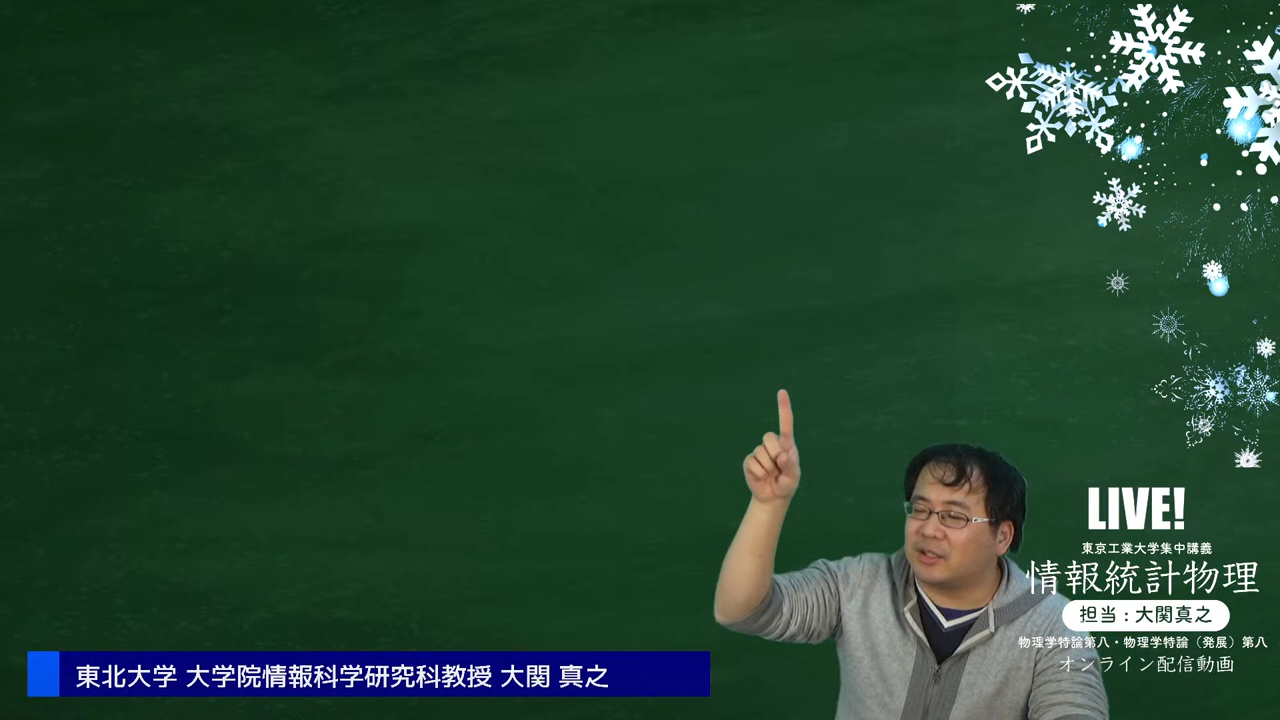 LIVE!
東京工業大学集中講義
情報統計物理
担当：大関真之
物理学特論第八・物理学特論（発展）第八
オンライン配信動画
東北大学 大学院情報科学研究科教授 大関 真之